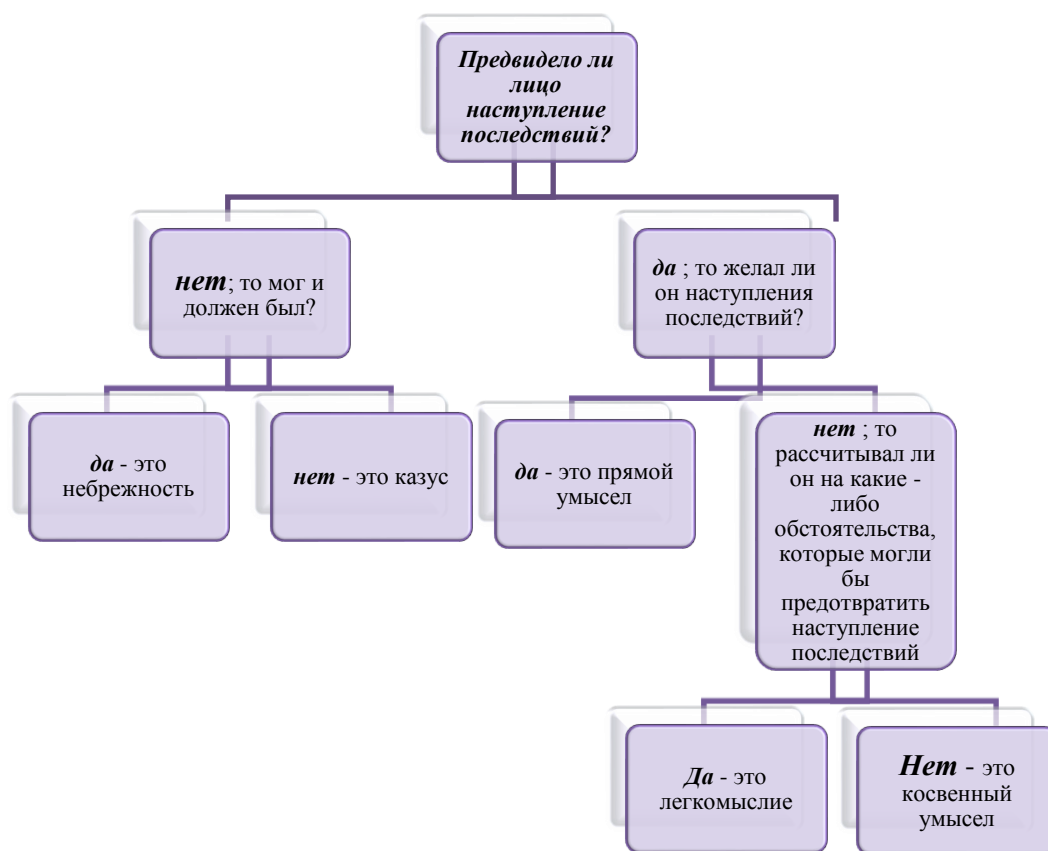 Предвидело ли
лицо
наступление
последствий?
нет; то мог и
должен был?
да ; то желал ли
он наступления
последствий?
да - это
небрежность
нет - это казус
да - это прямой
умысел
нет ; то
рассчитывал ли
он на какие -
либо
обстоятельства,
которые могли
бы
предотвратить
наступление
последствий
Да - это
легкомыслие
Нет - это
косвенный
умысел